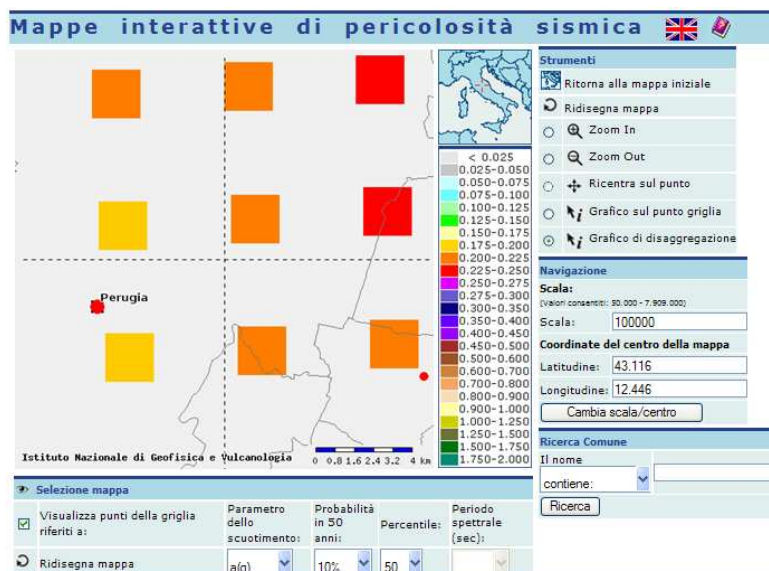 Mappe interattive di pericolosità sismica
Perugia
Istituto Nazionale di Geofisica e Vulcanologia
0 0.8 1.6 2.4 3.2 4 km
< 0.025
0.025-0.050
0.050-0.075
0.075-0.100
0.100-0.125
0.125-0.150
0.150-0.175
0.175-0.200
0.200-0.225
0.225-0.250
0.250-0.275
0.275-0.300
0.300-0.350
0.350-0.400
0.400-0.450
0.450-0.500
0.500-0.600
0.600-0.700
0.700-0.800
0.800-0.900
0.900-1.000
1.000-1.250
1.250-1.500
1.500-1.750
1.750-2.000
Strumenti
Ritorna alla mappa iniziale
Ridisegna mappa
Zoom In
Zoom Out
Ricentra sul punto
Grafico sul punto griglia
Grafico di disaggregazione
Navigazione
Scala:
(Valori consentiti: 50.000 - 7.909.000)
Scala: 100000
Coordinate del centro della mappa
Latitudine: 43.116
Longitudine: 12.446
Cambia scala/centro
Ricerca Comune
Il nome
contiene:
Ricerca
Selezione mappa
Visualizza punti della griglia
riferiti a:
Parametro
dello
scuotimento:
Probabilità
in 50
anni:
Percentile:
Periodo
spettrale
(sec):
Ridisegna mappa
a(g)
10%
50